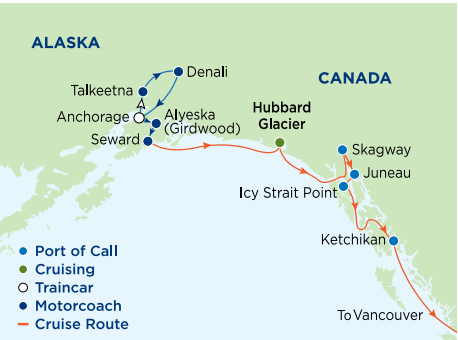 ALASKA
Denali
CANADA
Talkeetna
Hubbard
Glacier
Anchorage
Alyeska
(Girdwood)
Seward
Skagway
Juneau
Icy Strait Point
Ketchikan
Port of Call
Cruising
Traincar
Motorcoach
Cruise Route
To Vancouver